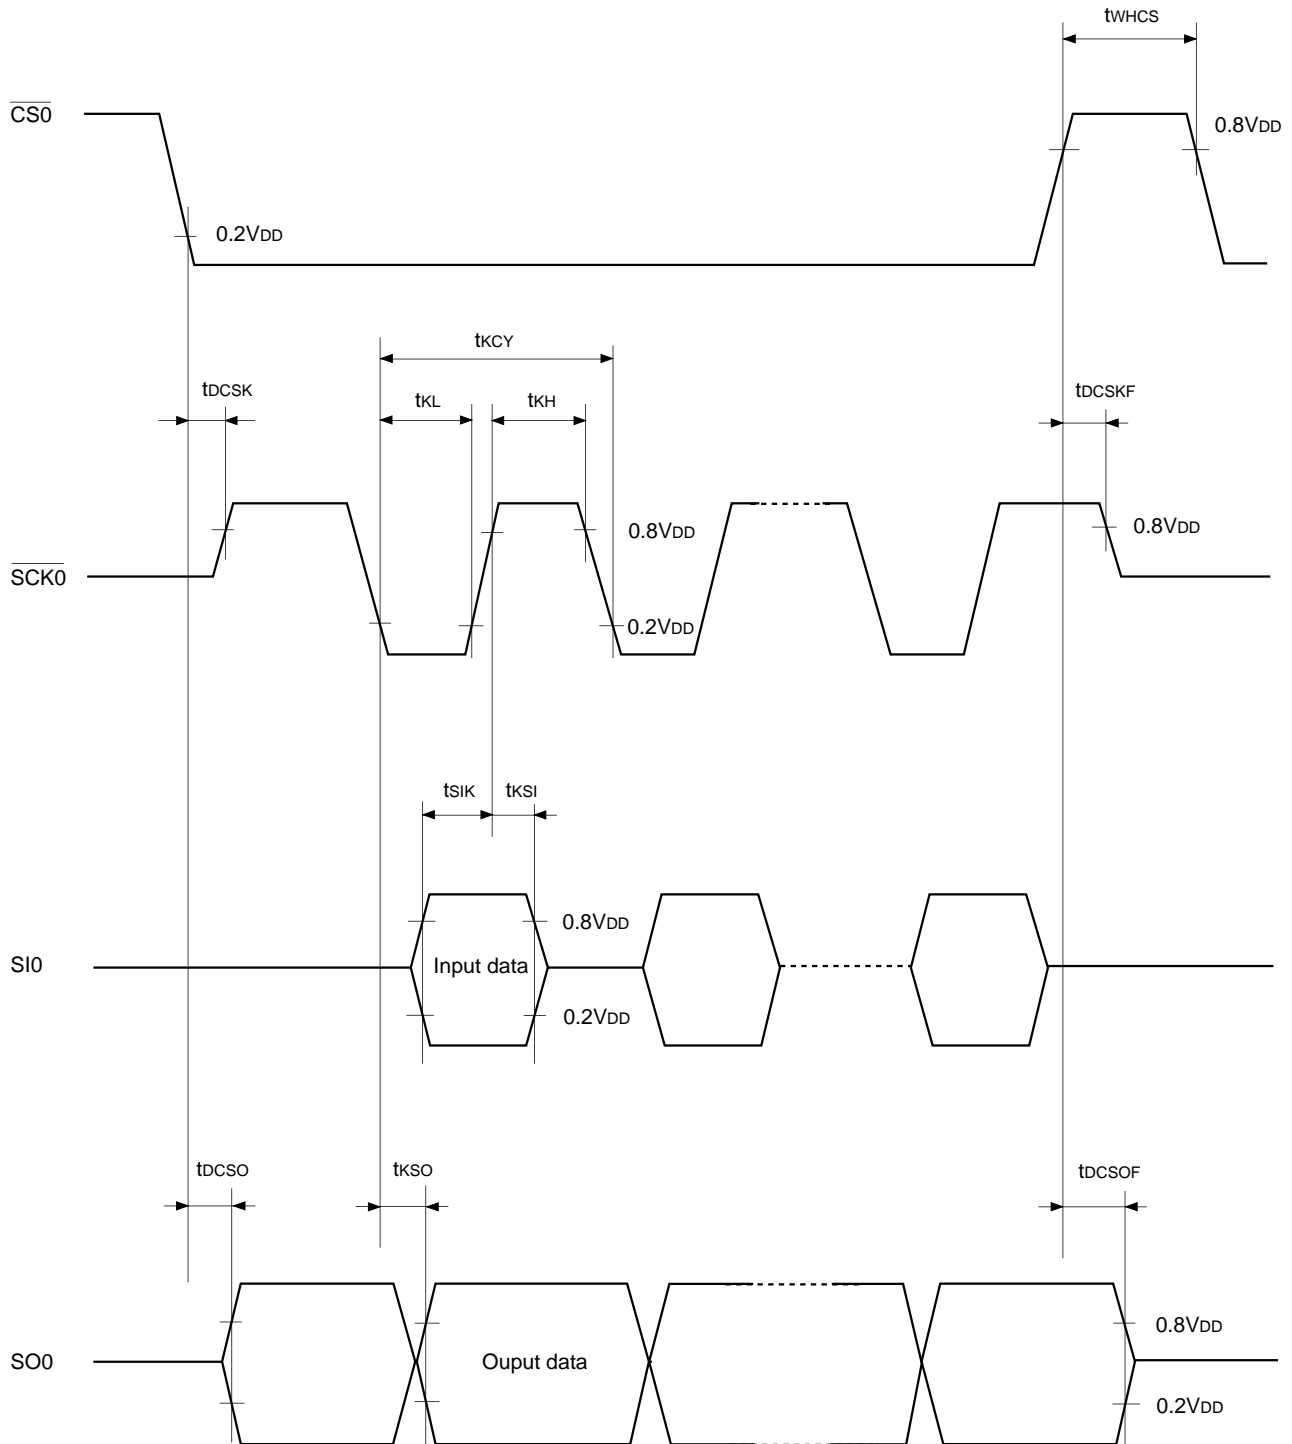 tWHCS
CS0
0.8VDD
0.2VDD
tKCY
tDCSK
tKL
tKH
tDCSKF
0.8VDD
0.8VDD
SCK0
0.2VDD
tSIK
tKSI
0.8VDD
SI0
Input data
0.2VDD
tDCSO
tKSO
tDCSOF
0.8VDD
SO0
Ouput data
0.2VDD